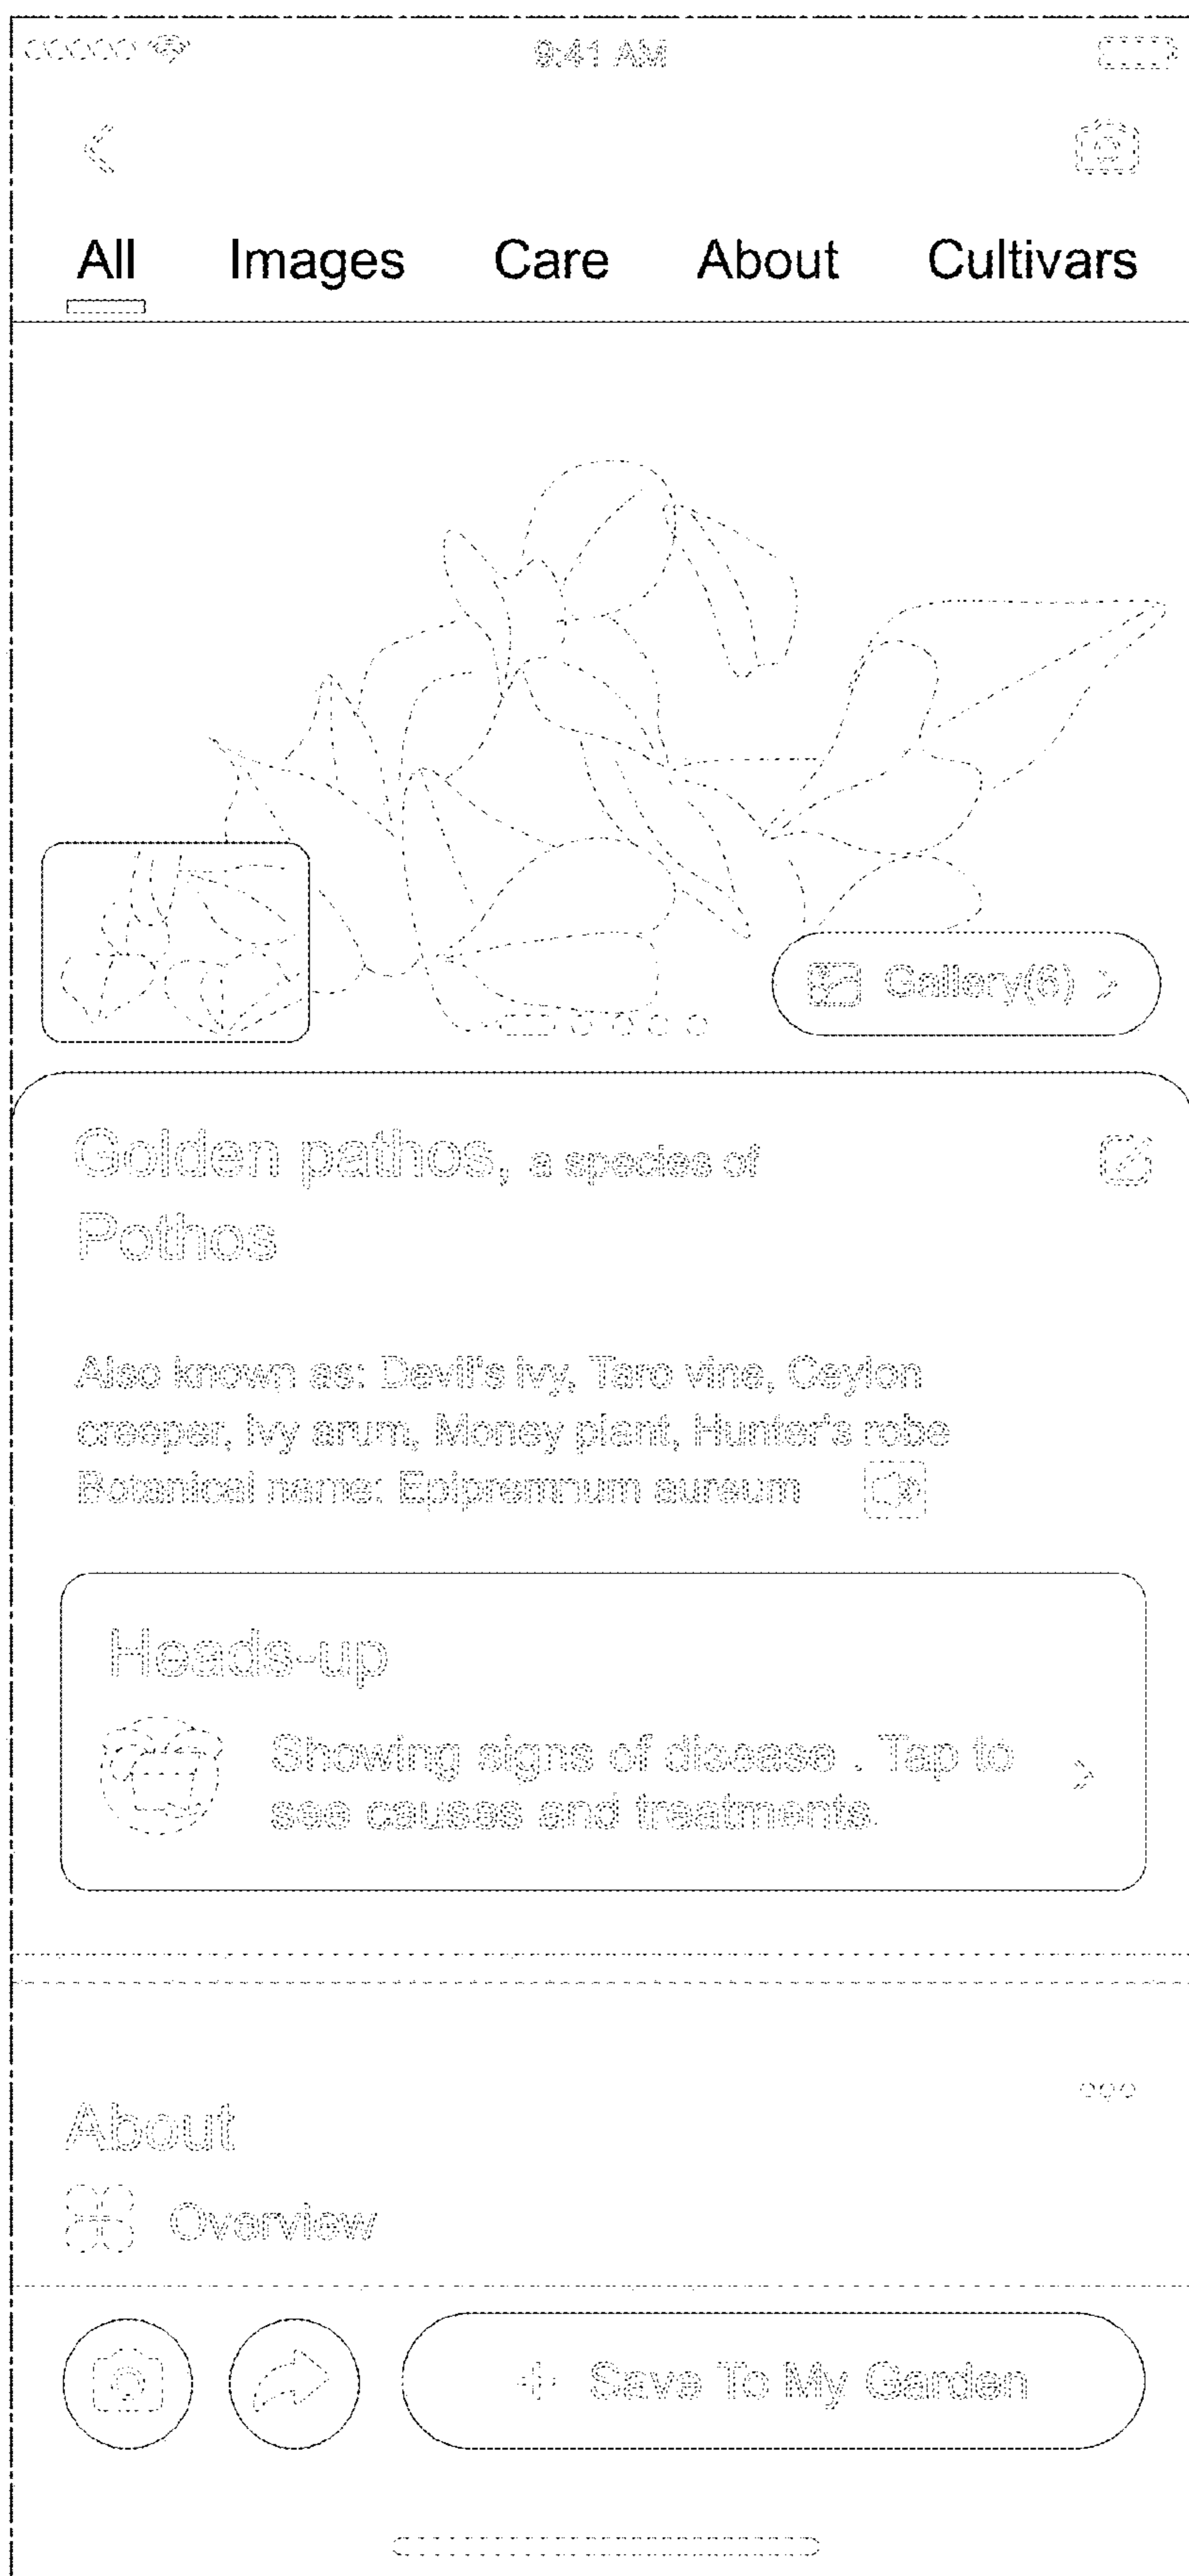 9:41 AM
All Images Care About Cultivars
Gallery(6)
Golden pathos, a species of
Pothos
Also known as: Devil's ivy, Taro vine, Ceylon
creeper, Ivy arum, Money plant, Hunter's robe
Botanical name: Epipremnum aureum
Heads-up
Showing signs of disease . Tap to
see causes and treatments.
About
Overview
+ Save To My Garden